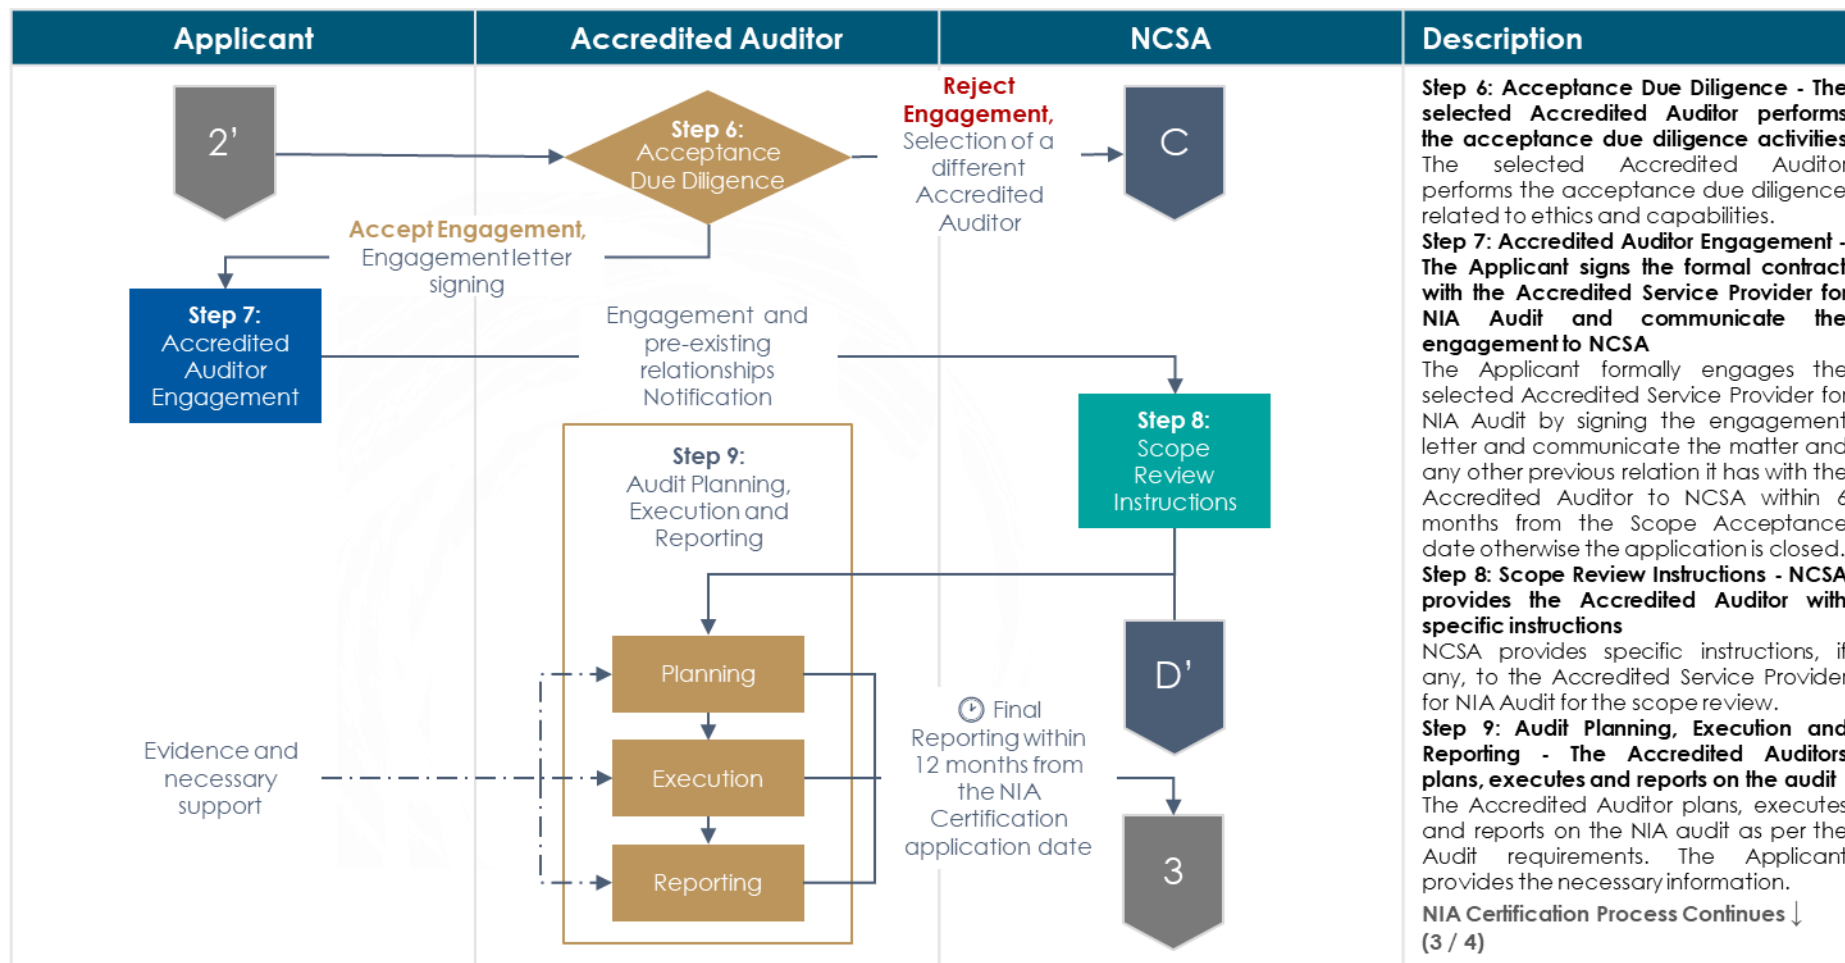 Applicant
Accredited Auditor
NCSA
Description
2'
Step 6:
Acceptance
Due Diligence
Reject
Engagement,
Selection of a
different
Accredited
Auditor
C
Accept Engagement,
Engagement letter
signing
Step 7:
Accredited
Auditor
Engagement
Engagement and
pre-existing
relationships
Notification
Step 8:
Scope
Review
Instructions
Step 9:
Audit Planning,
Execution and
Reporting
Planning
Execution
Reporting
Evidence and
necessary
support
D'
Final
Reporting within
12 months from
the NIA
Certification
application date
3
Step 6: Acceptance Due Diligence - The
selected Accredited Auditor performs
the acceptance due diligence activities
The selected Accredited Auditor
performs the acceptance due diligence
related to ethics and capabilities.
Step 7: Accredited Auditor Engagement -
The Applicant signs the formal contract
with the Accredited Service Provider for
NIA Audit and communicate the
engagement to NCSA
The Applicant formally engages the
selected Accredited Service Provider for
NIA Audit by signing the engagement
letter and communicate the matter and
any other previous relation it has with the
Accredited Auditor to NCSA within 6
months from the Scope Acceptance
date otherwise the application is closed.
Step 8: Scope Review Instructions - NCSA
provides the Accredited Auditor with
specific instructions
NCSA provides specific instructions, if
any, to the Accredited Service Provider
for NIA Audit for the scope review.
Step 9: Audit Planning, Execution and
Reporting - The Accredited Auditors
plans, executes and reports on the audit
The Accredited Auditor plans, executes
and reports on the NIA audit as per the
Audit requirements. The Applicant
provides the necessary information.
NIA Certification Process Continues ↓
(3 / 4)